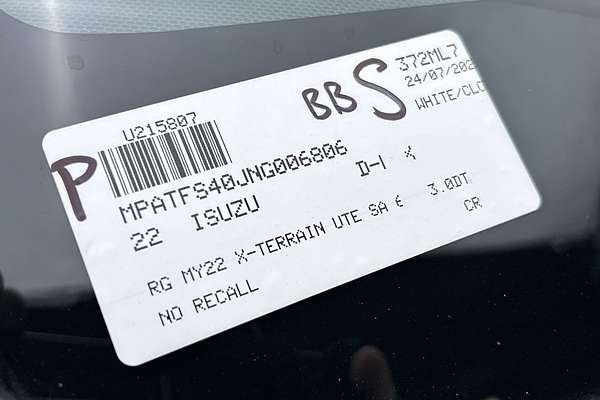 U215807
BBS
372ML7
24/07/202
WHITE/CLO
P
MPATFS40JNG006806
22 ISUZU D-
RG MY22 X-TERRAIN UTE SA 6 3.0DT
NO RECALL CR